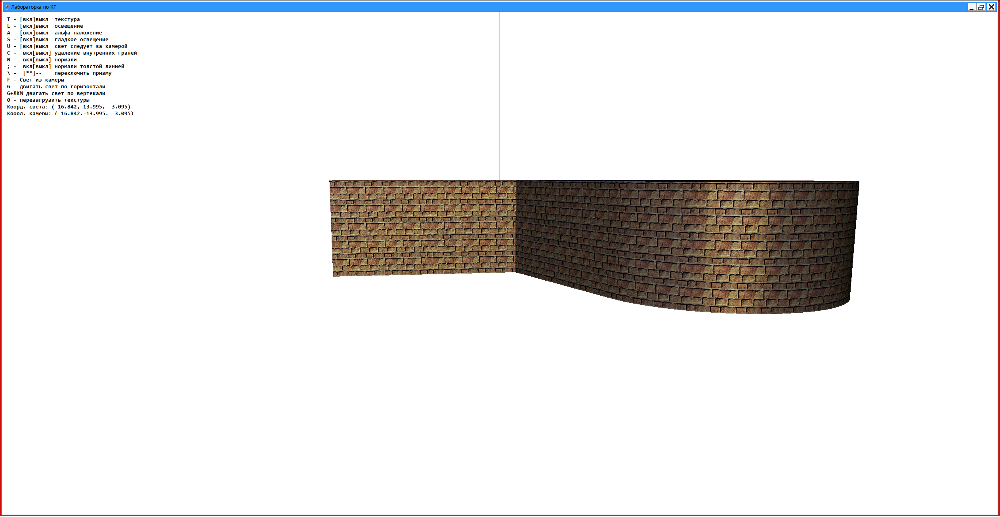 Лабораторка по КГ
T - [вкл]выкл  текстура
L - [вкл]выкл  освещение
A - [вкл]выкл  альфа-наложение
S - [вкл]выкл  гладкое освещение
U - [вкл]выкл  свет следует за камерой
C -  вкл[выкл] удаление внутренних граней
N -  вкл[выкл] нормали
; -  вкл[выкл] нормали толстой линией
\ -  [**]--    переключить призму
F - Свет из камеры
G - двигать свет по горизонтали
G+ЛКМ двигать свет по вертекали
0 - перезагрузить текстуры
Коорд. света: ( 16.842,-13.995,  3.095)
Коорд. камеры: ( 16.842,-13.995,  3.095)